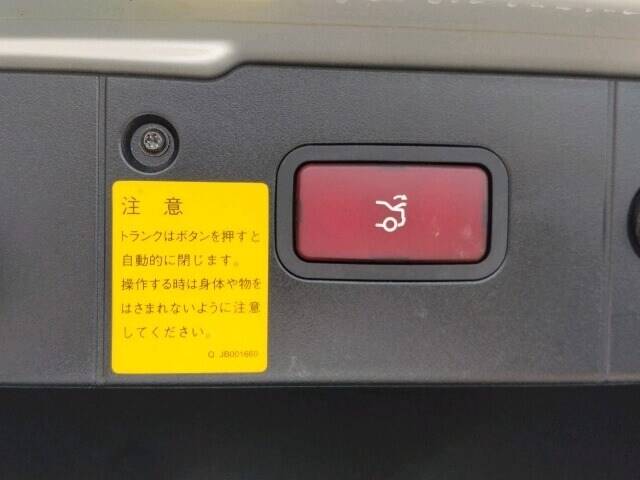 注 意
トランクはボタンを押すと
自動的に閉じます。
操作する時は身体や物を
はさまれないように注意
してください。
Q JB001660